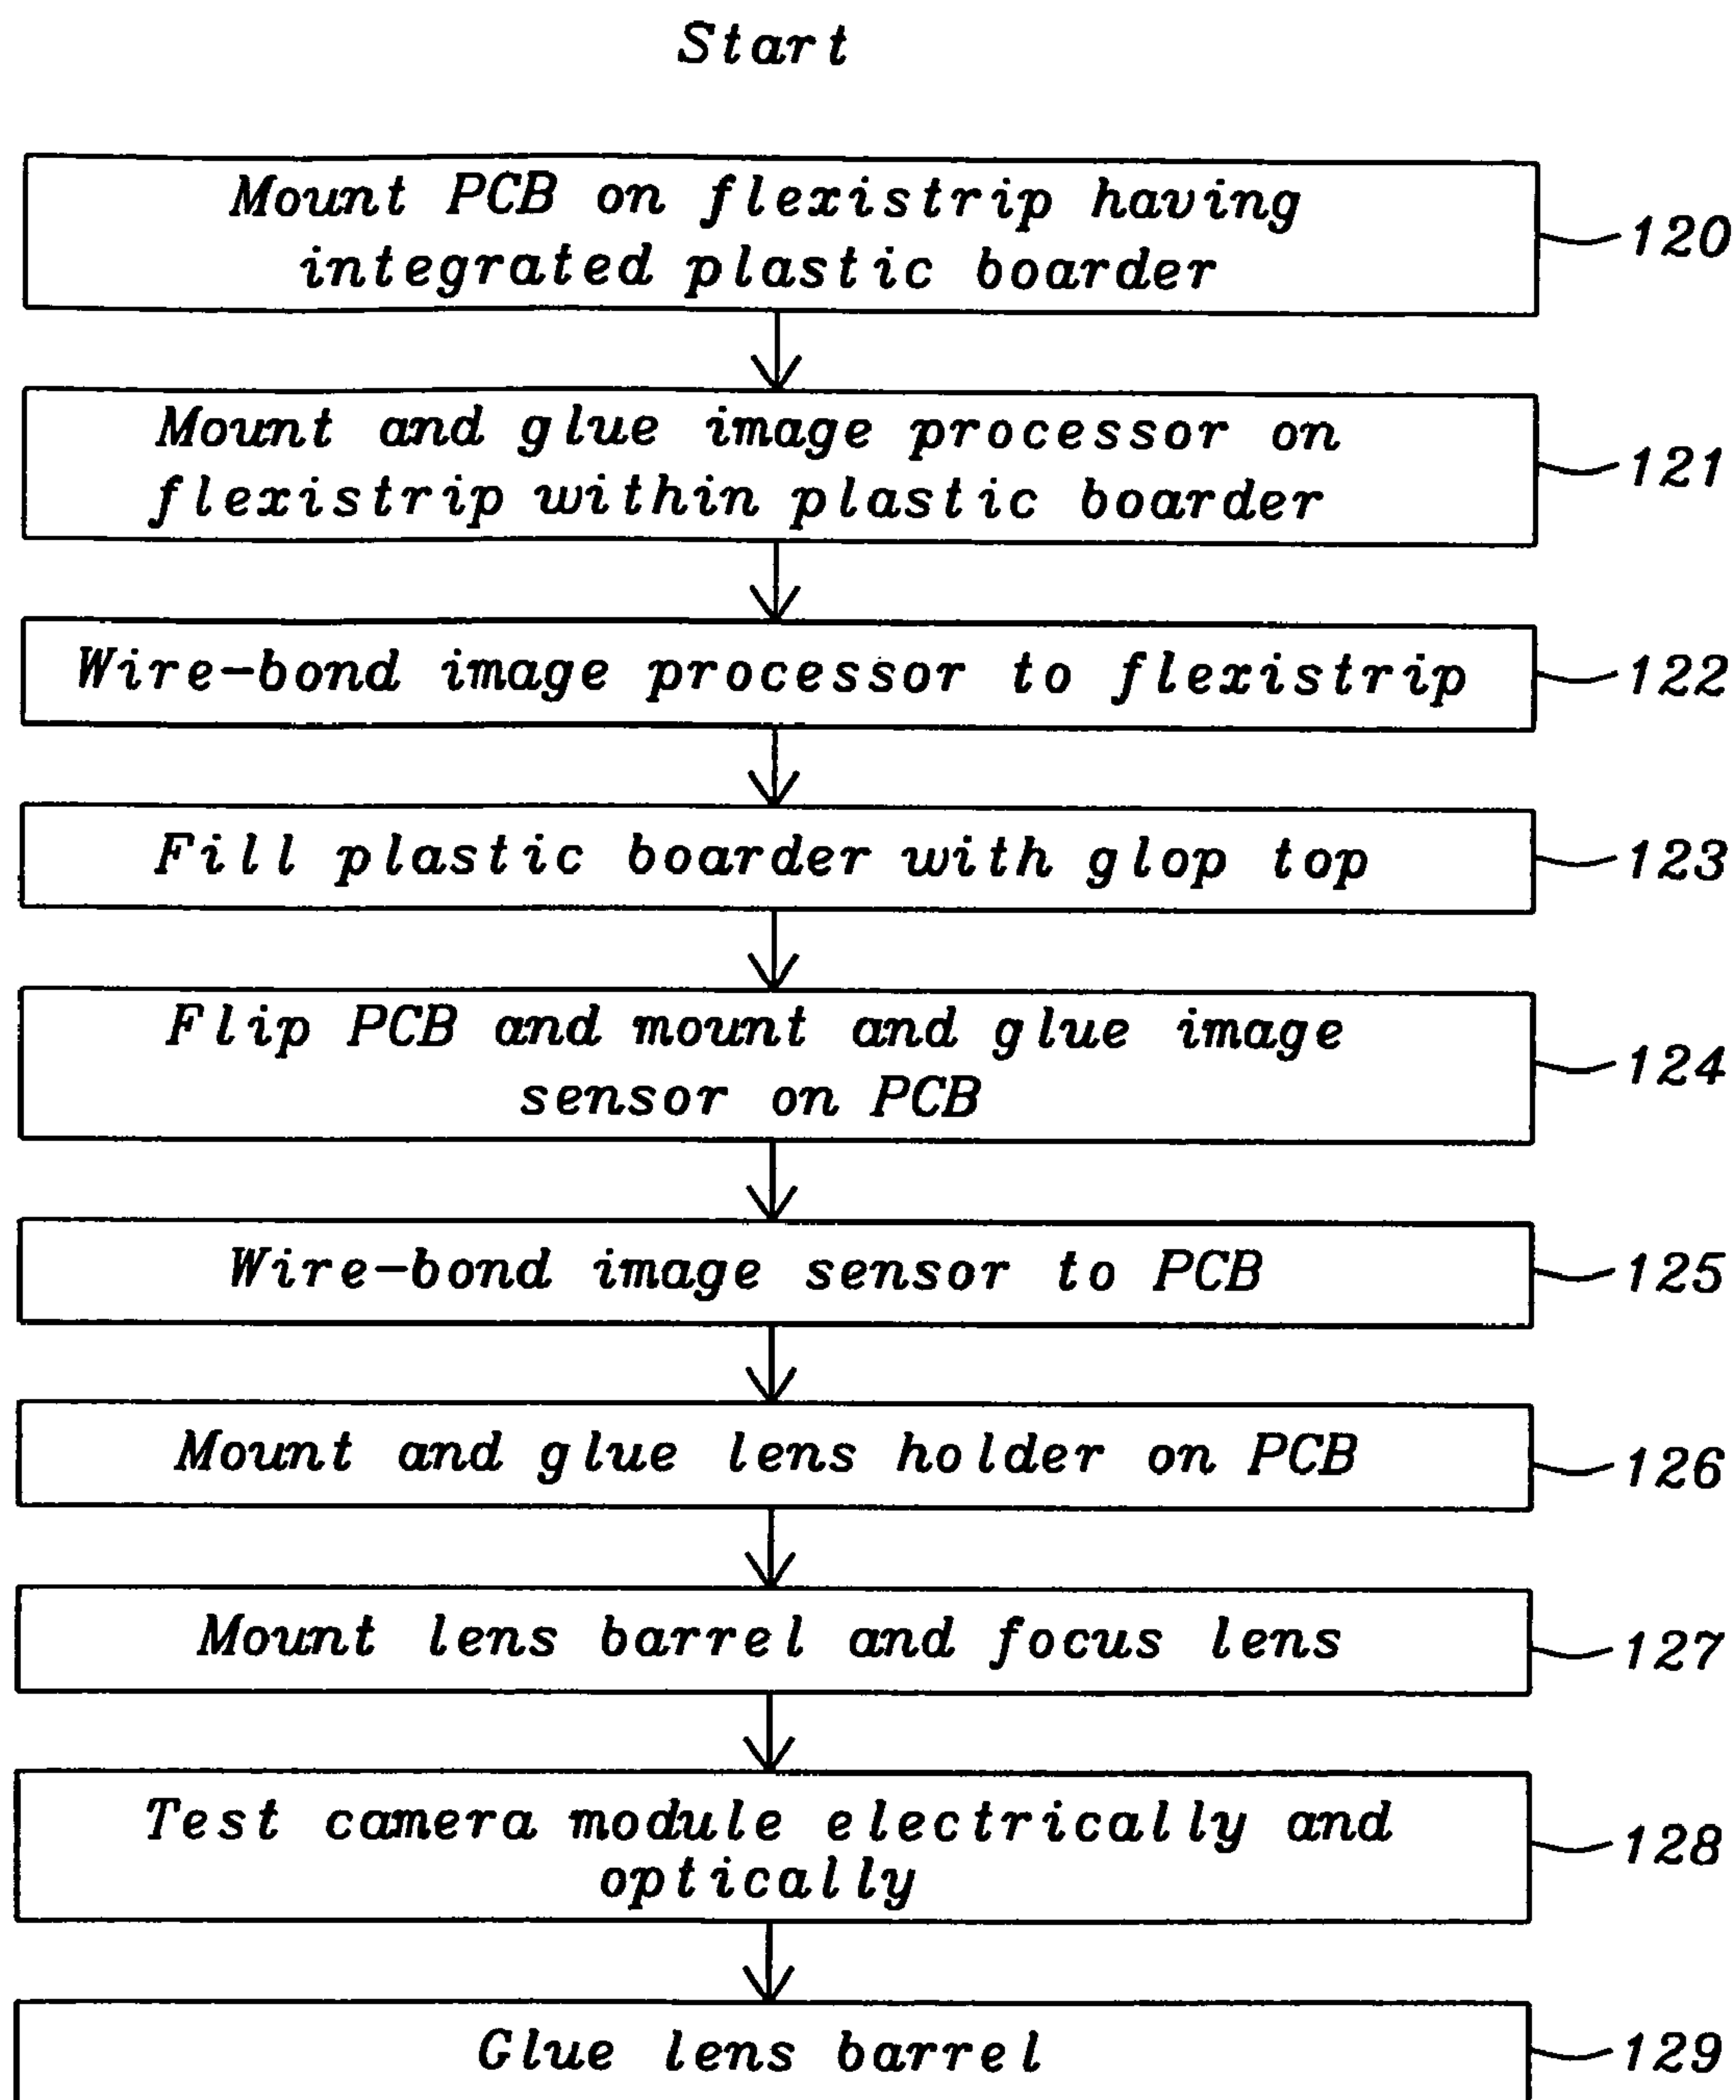 Start
Mount PCB on flexistrip having
integrated plastic boarder
120
Mount and glue image processor on
flexistrip within plastic boarder
121
Wire-bond image processor to flexistrip
122
Fill plastic boarder with glop top
123
Flip PCB and mount and glue image
sensor on PCB
124
Wire-bond image sensor to PCB
125
Mount and glue lens holder on PCB
126
Mount lens barrel and focus lens
127
Test camera module electrically and
optically
128
Glue lens barrel
129